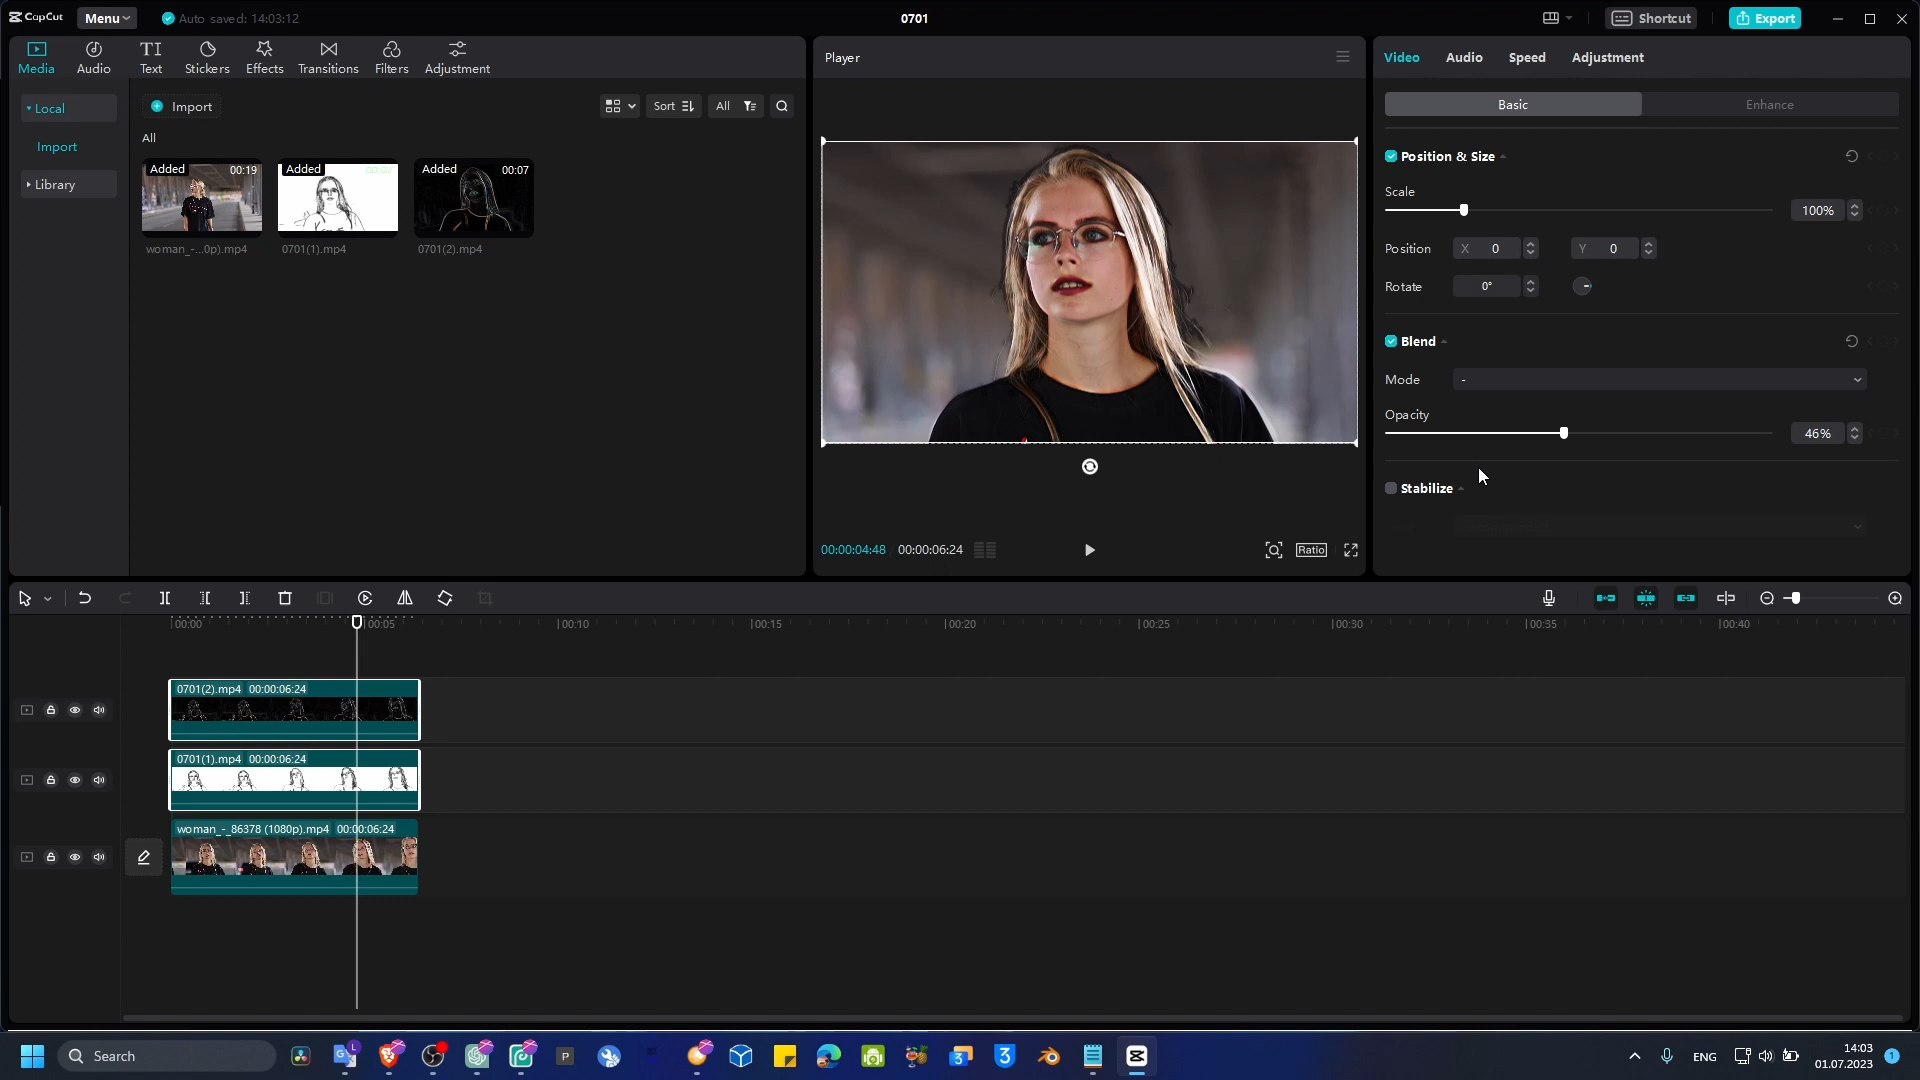 CapCut Menu Auto saved: 14:03:12 0701 Shortcut Export
Media Audio Text Stickers Effects Transitions Filters Adjustment
Player
Video Audio Speed Adjustment
Local
Import
Library
Import Sort All
All
Added 00:19
Added
Added 00:07
woman_-...0p).mp4 0701(1).mp4 0701(2).mp4
Basic Enhance
Position & Size
Scale
100%
Position X 0 Y 0
Rotate 0°
Blend
Mode -
Opacity
46%
Stabilize
00:00:04:48 00:00:06:24 Ratio
00:00 00:05 00:10 00:15 00:20 00:25 00:30 00:35 00:40
0701(2).mp4 00:00:06:24
0701(1).mp4 00:00:06:24
woman_-_86378 (1080p).mp4 00:00:06:24
Search
ENG
14:03
01.07.2023
1